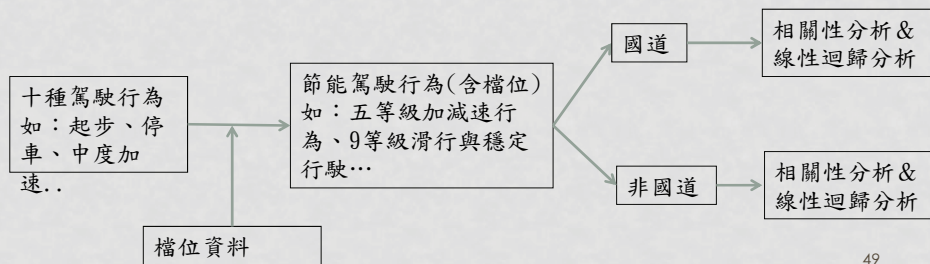 十種駕駛行為
如：起步、停
車、中度加
速..
檔位資料
節能駕駛行為(含檔位)
如：五等級加減速行
為、9等級滑行與穩定
行駛…
國道
相關性分析&
線性迴歸分析
非國道
相關性分析&
線性迴歸分析
49